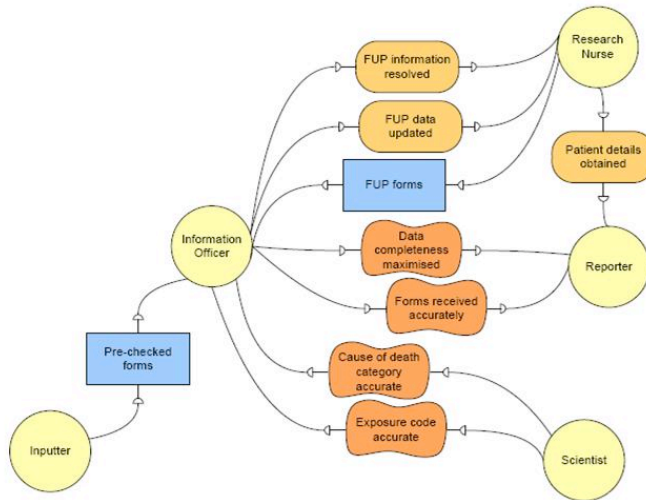 Research
Nurse
FUP information
resolved
FUP data
updated
Patient details
obtained
FUP forms
Information
Officer
Data
completeness
maximised
Reporter
Forms received
accurately
Pre-checked
forms
Cause of death
category
accurate
Exposure code
accurate
Inputter
Scientist